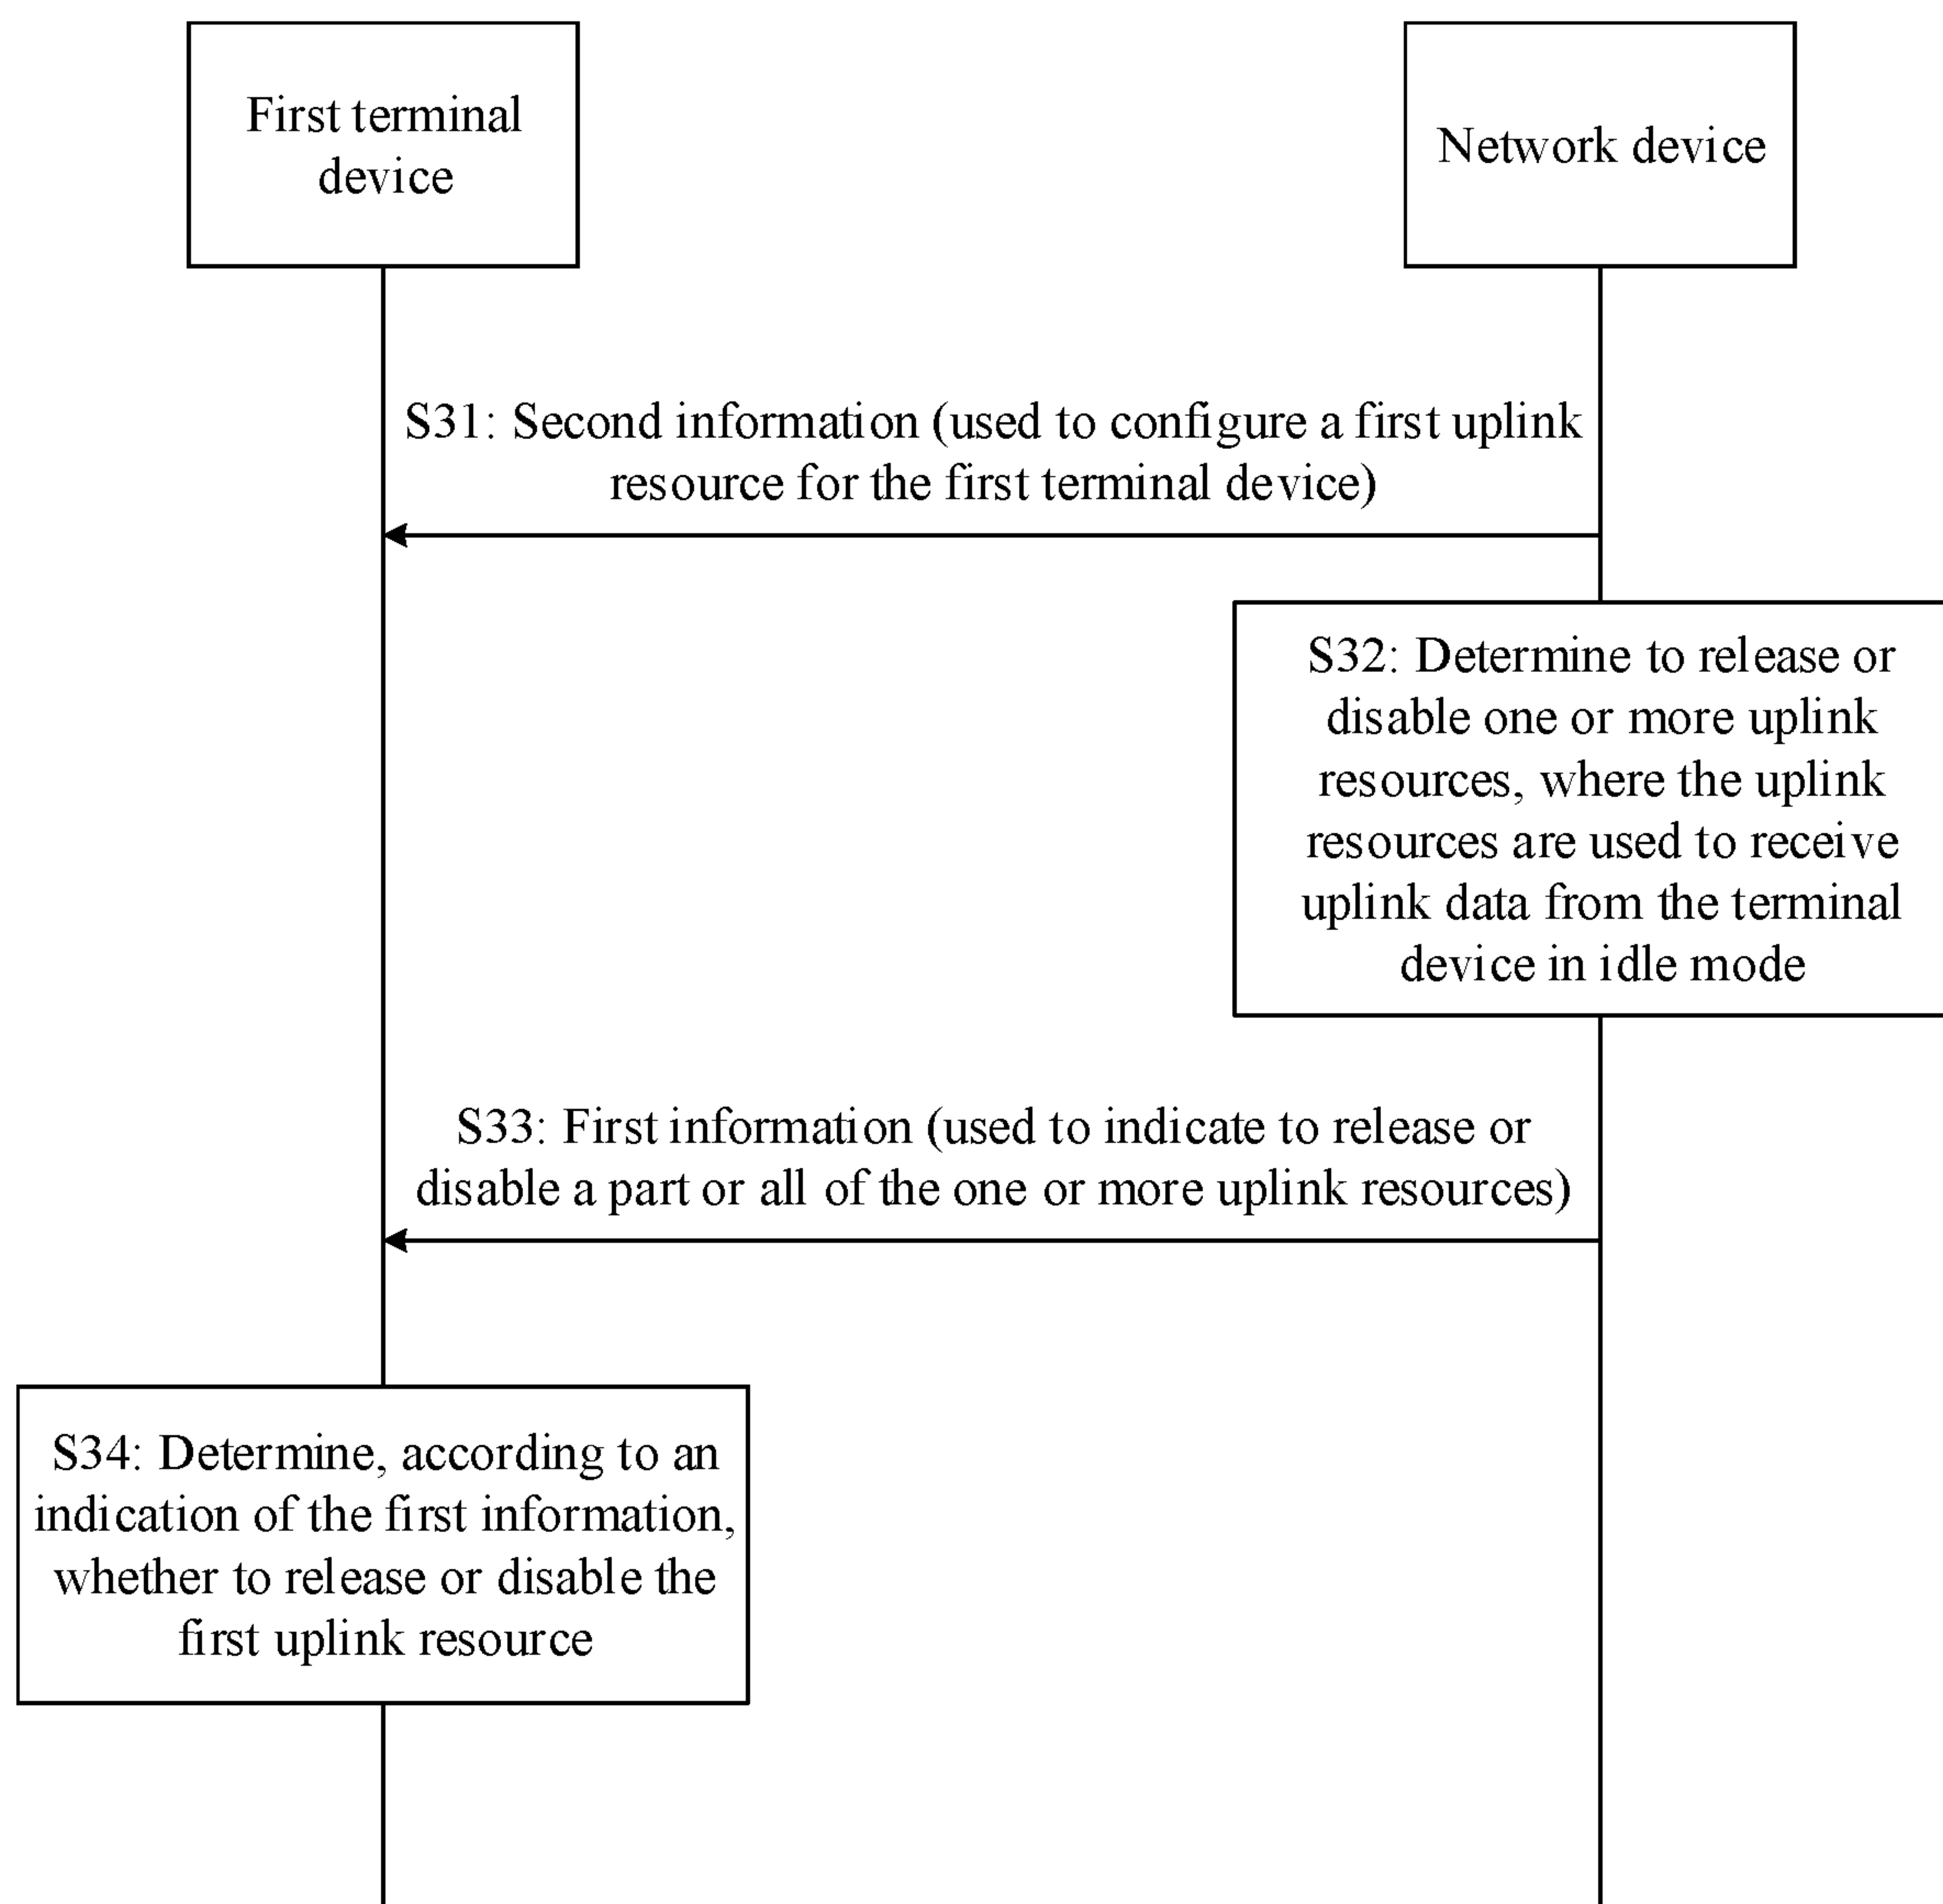 First terminal
device
Network device
S31: Second information (used to configure a first uplink
resource for the first terminal device)
S32: Determine to release or
disable one or more uplink
resources, where the uplink
resources are used to receive
uplink data from the terminal
device in idle mode
S33: First information (used to indicate to release or
disable a part or all of the one or more uplink resources)
S34: Determine, according to an
indication of the first information,
whether to release or disable the
first uplink resource